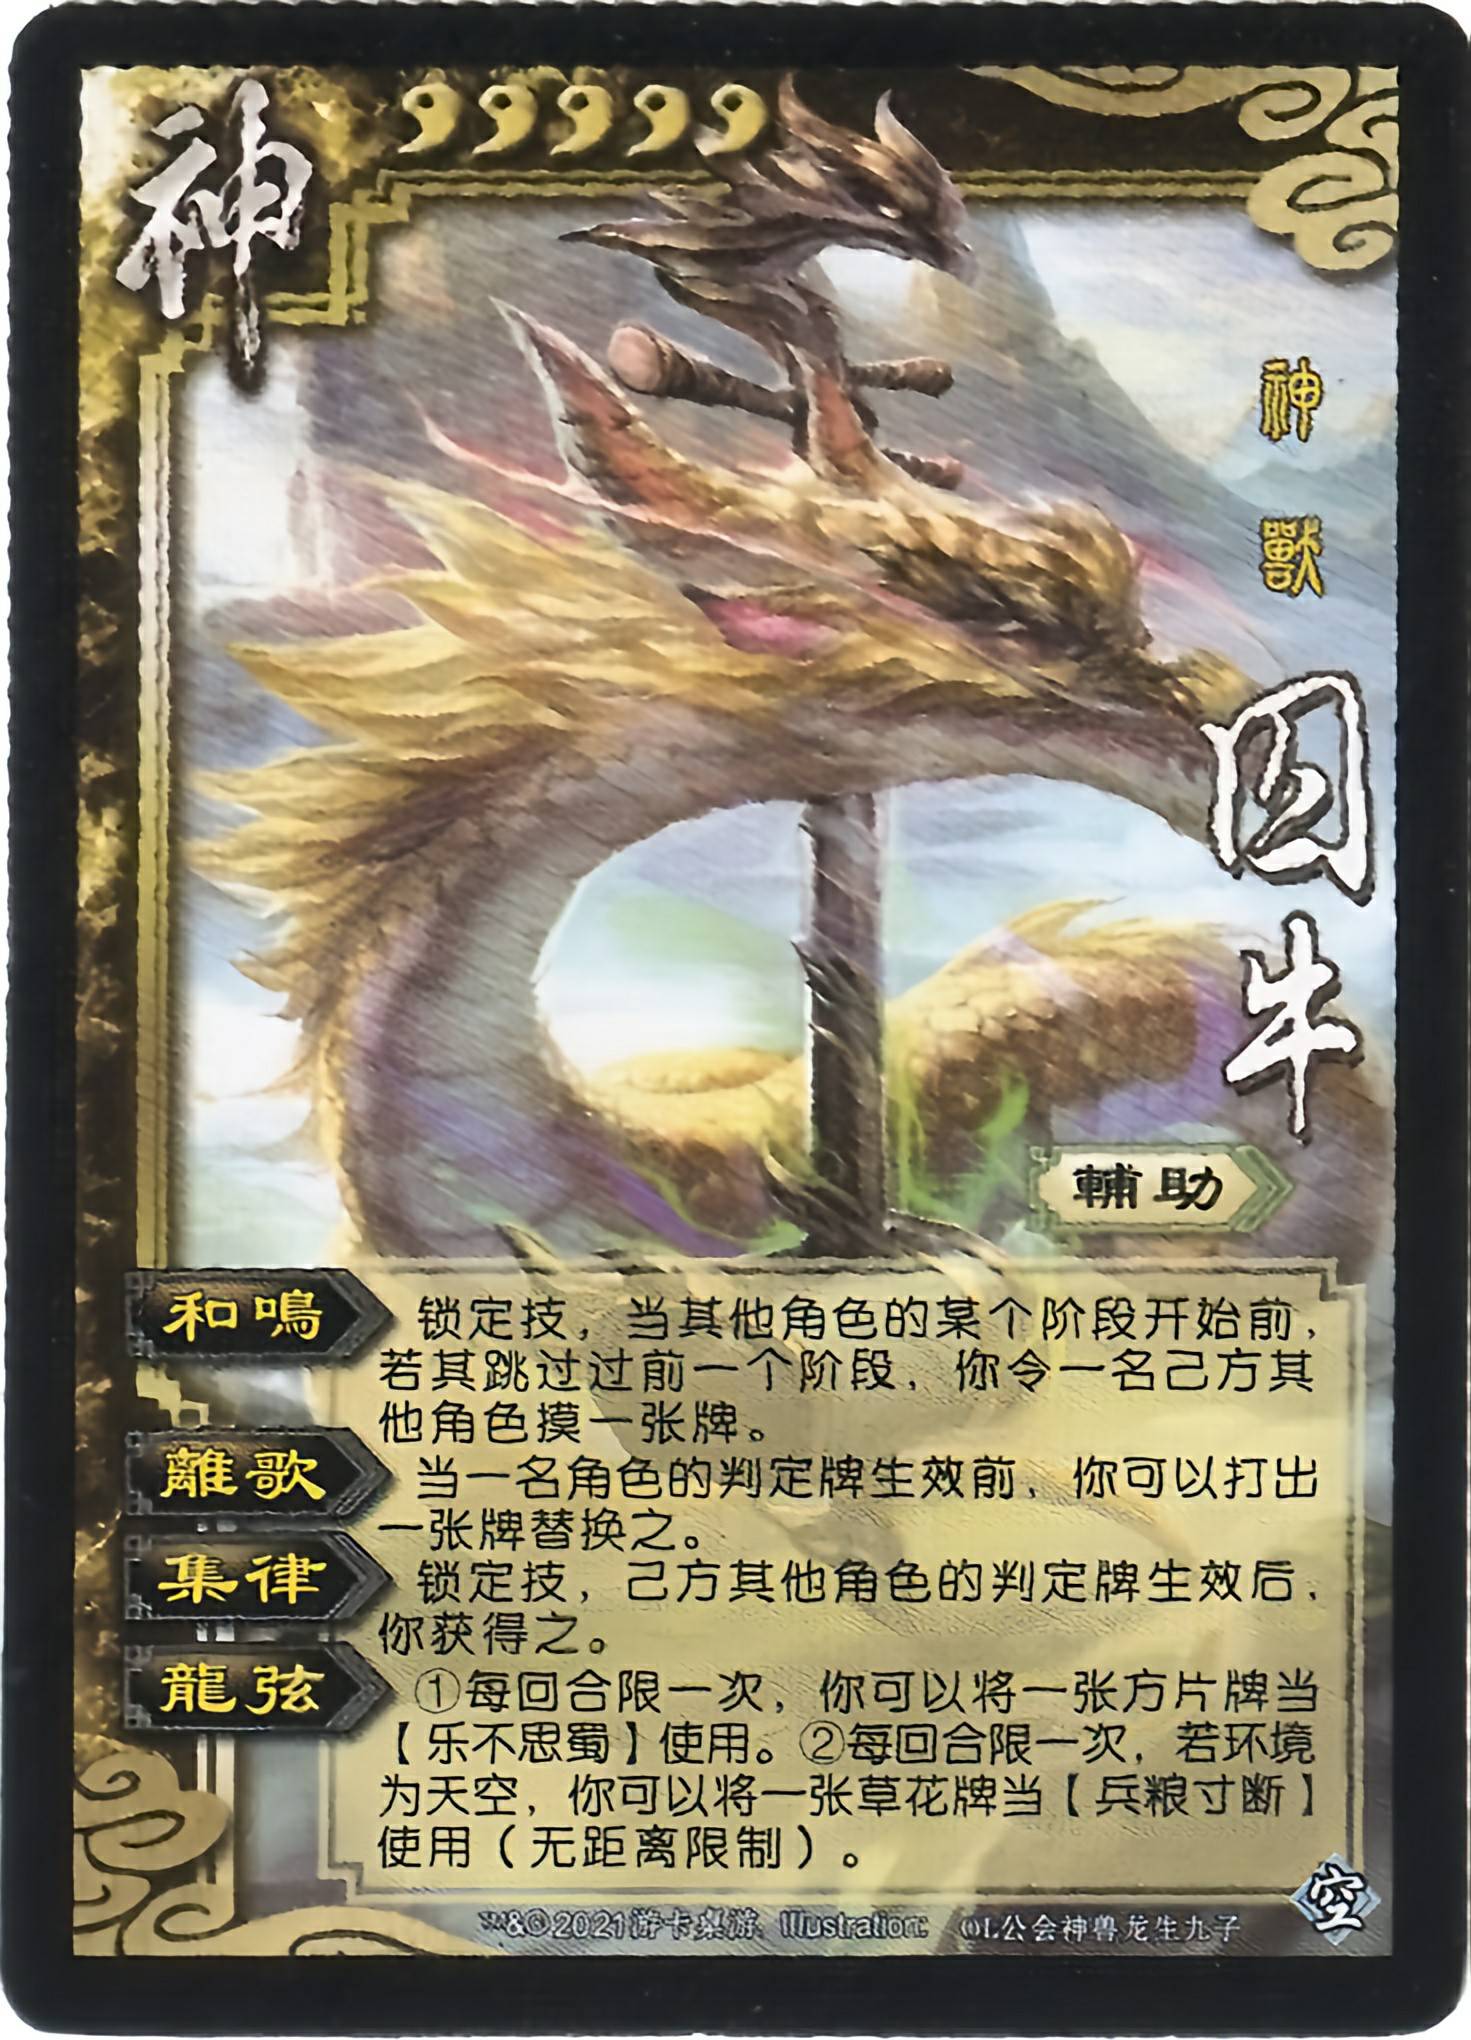 神
神獸
囚牛
輔助
和鳴
锁定技，当其他角色的某个阶段开始前，
若其跳过过前一个阶段，你令一名己方其
他角色摸一张牌。
離歌
当一名角色的判定牌生效前，你可以打出
一张牌替换之。
集律
锁定技，己方其他角色的判定牌生效后，
你获得之。
龍弦
①每回合限一次，你可以将一张方片牌当
【乐不思蜀】使用。②每回合限一次，若环境
为天空，你可以将一张草花牌当【兵粮寸断】
使用（无距离限制）。
空
™&©2021游卡桌游. Illustration: OL公会神兽龙生九子